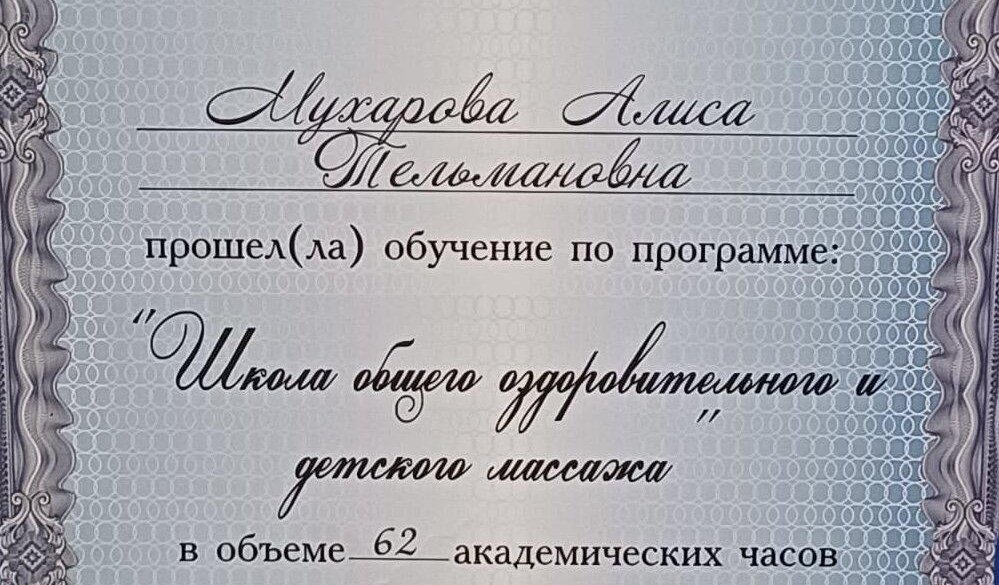 Мухарова Алиса
Тельмановна
прошел(ла) обучение по программе:
"Школа общего оздоровительного и
детского массажа"
в объеме 62 академических часов